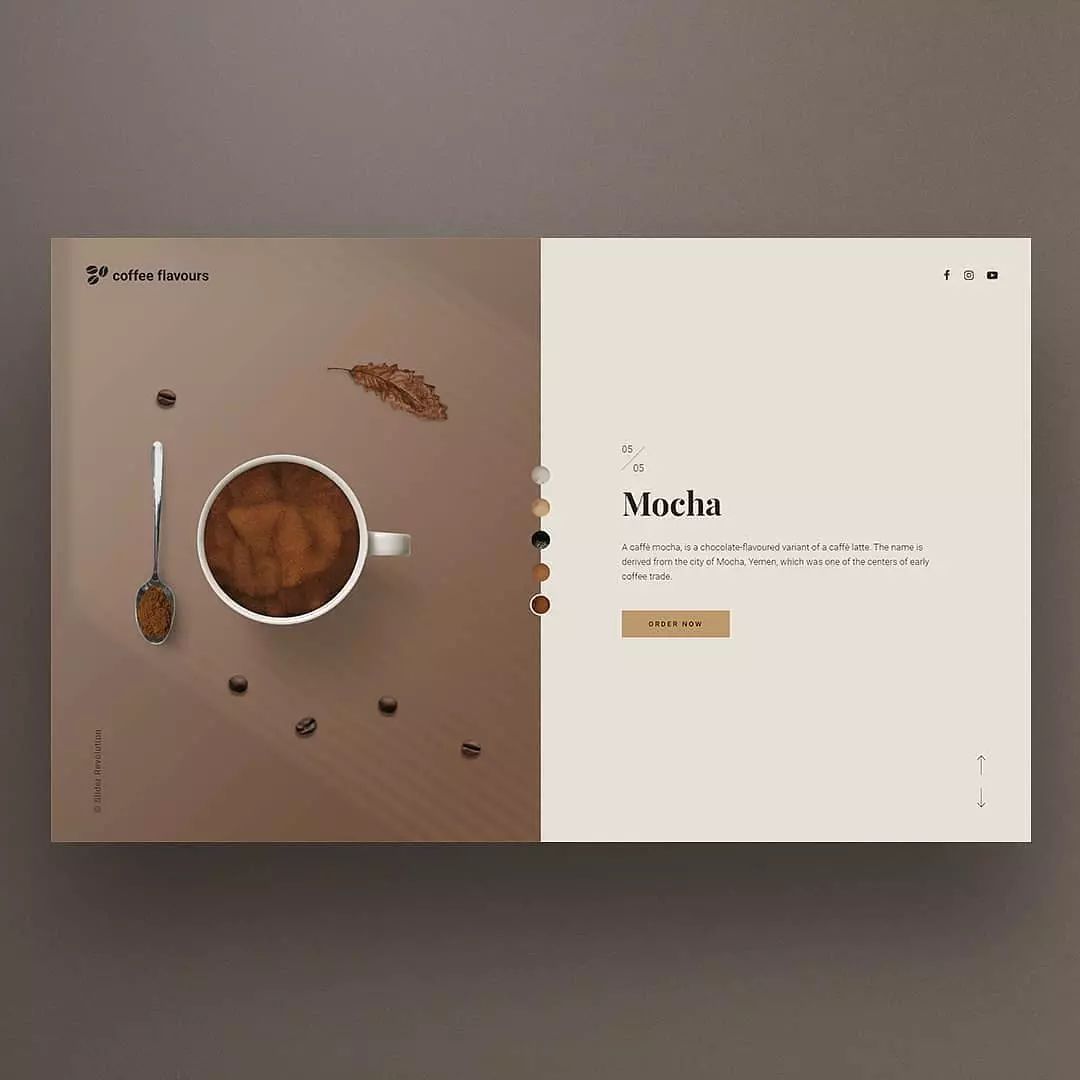 coffee flavours
05
05
Mocha
A caffè mocha, is a chocolate-flavoured variant of a caffè latte. The name is
derived from the city of Mocha, Yemen, which was one of the centers of early
coffee trade.
ORDER NOW
© Slider Revolution